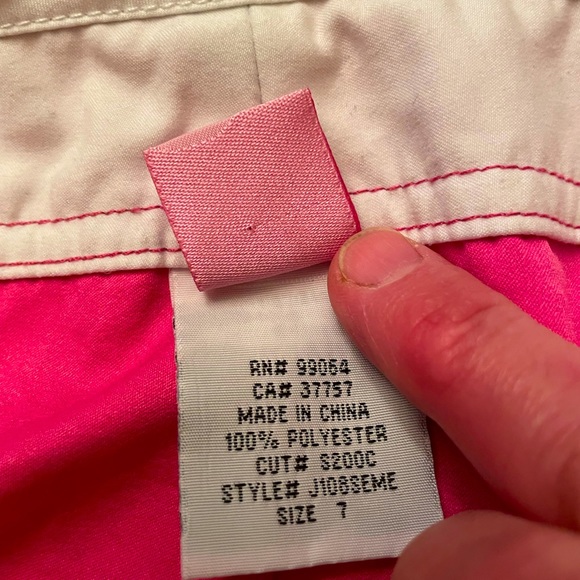 RN# 99064
CA# 37757
MADE IN CHINA
100% POLYESTER
CUT# S200C
STYLE# J108SEME
SIZE 7